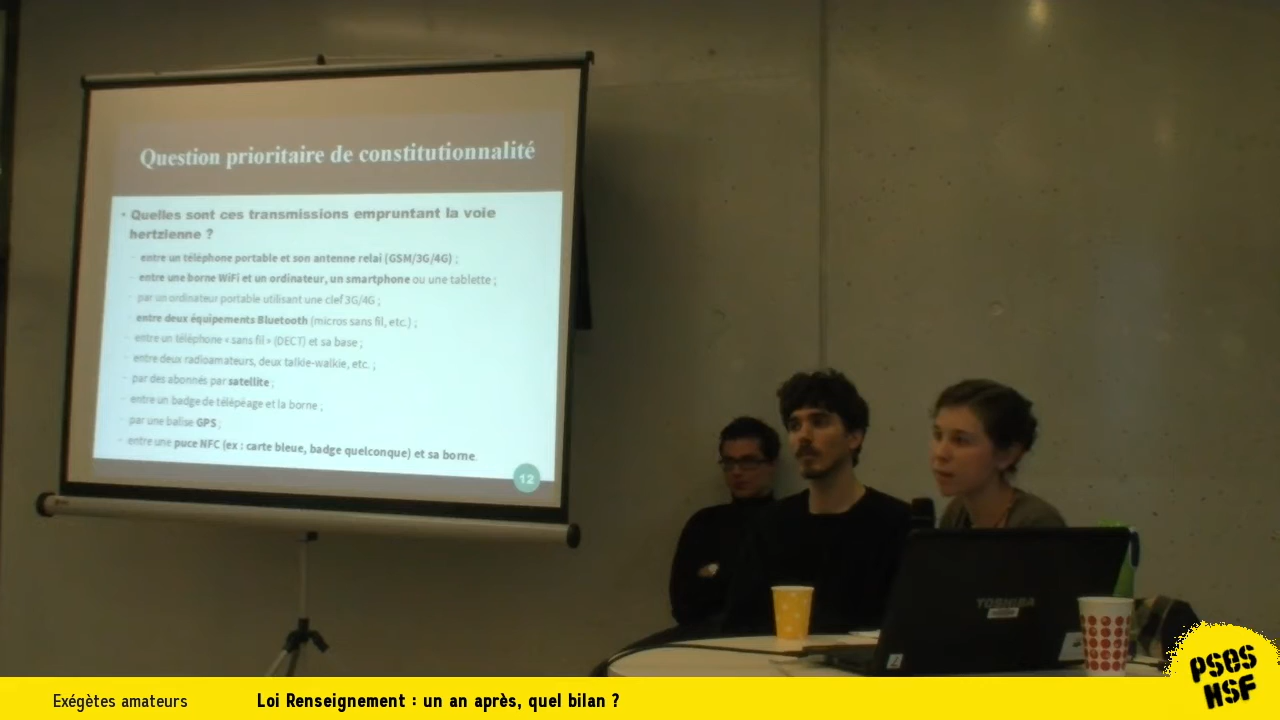 Question prioritaire de constitutionnalité
• Quelles sont ces transmissions empruntant la voie
hertzienne ?
– entre un téléphone portable et son antenne relai (GSM/3G/4G) ;
– entre une borne WiFi et un ordinateur, un smartphone ou une tablette ;
– par un ordinateur portable utilisant une clef 3G/4G ;
– entre deux équipements Bluetooth (micros sans fil, etc.) ;
– entre un téléphone « sans fil » (DECT) et sa base ;
– entre deux radioamateurs, deux talkie-walkie, etc. ;
– par des abonnés par satellite ;
– entre un badge de télépéage et la borne ;
– par une balise GPS ;
– entre une puce NFC (ex : carte bleue, badge quelconque) et sa borne.
12
TOSHIBA
PSES
HSF
Exégètes amateurs
Loi Renseignement : un an après, quel bilan ?